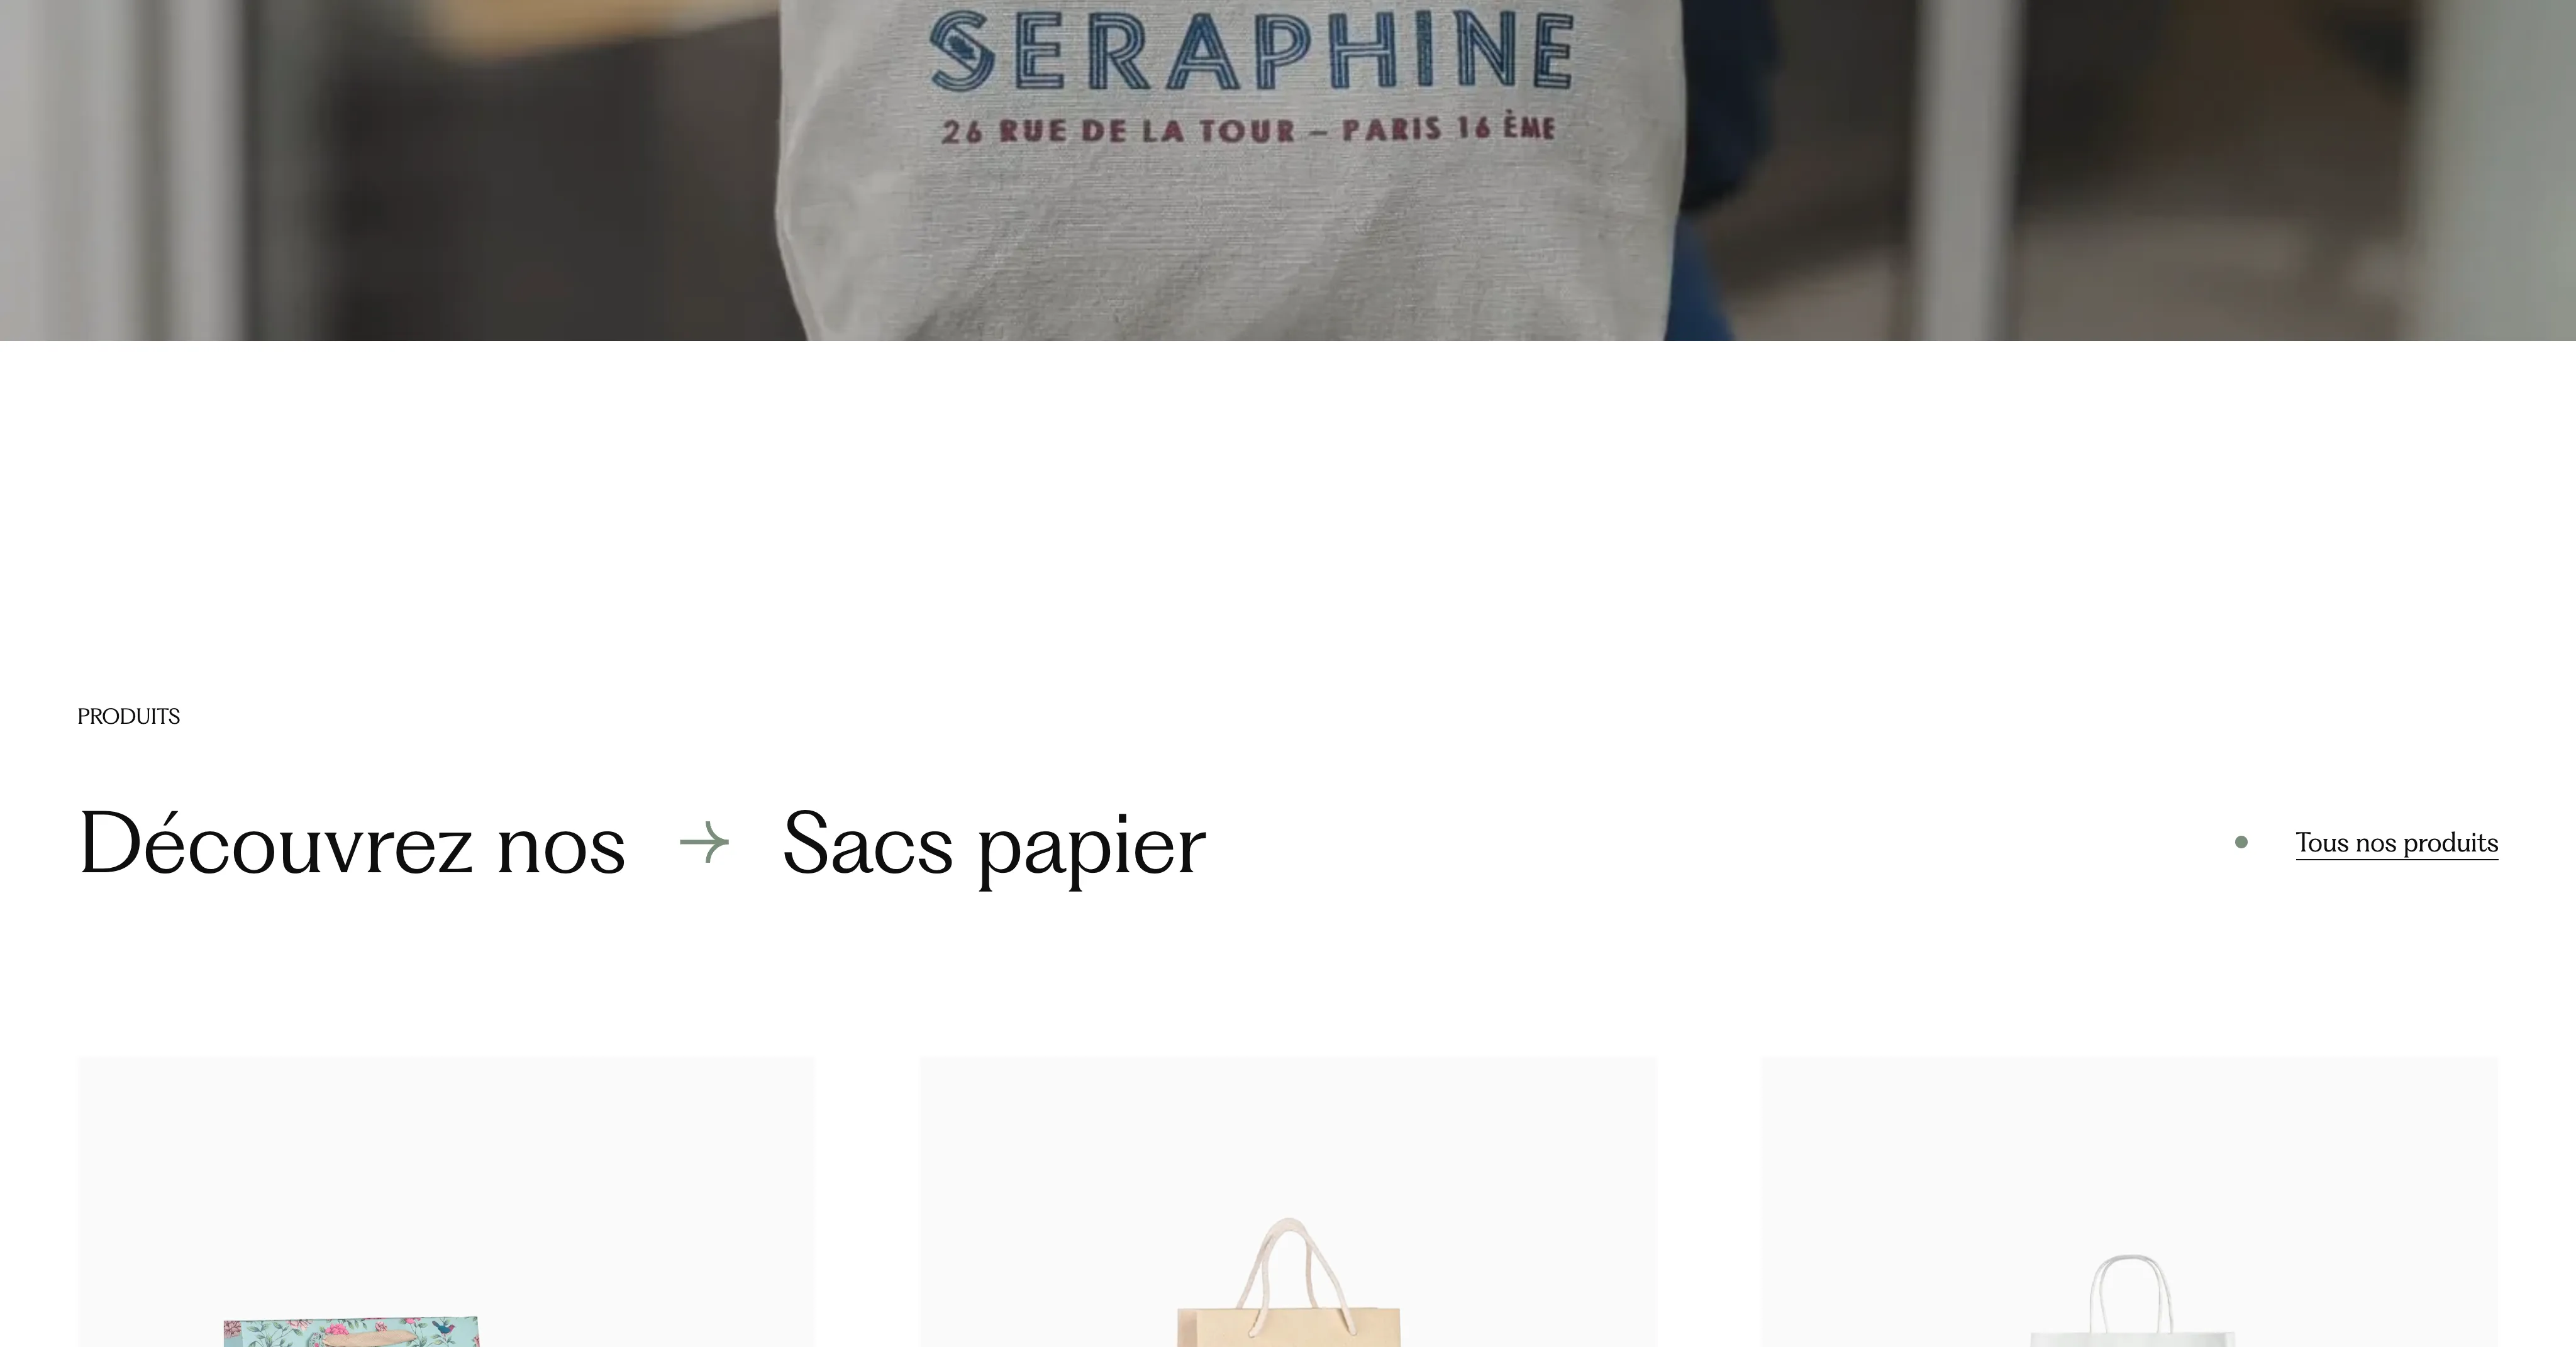 SERAPHINE
26 RUE DE LA TOUR – PARIS 16 ÈME
PRODUITS
Découvrez nos → Sacs papier
Tous nos produits